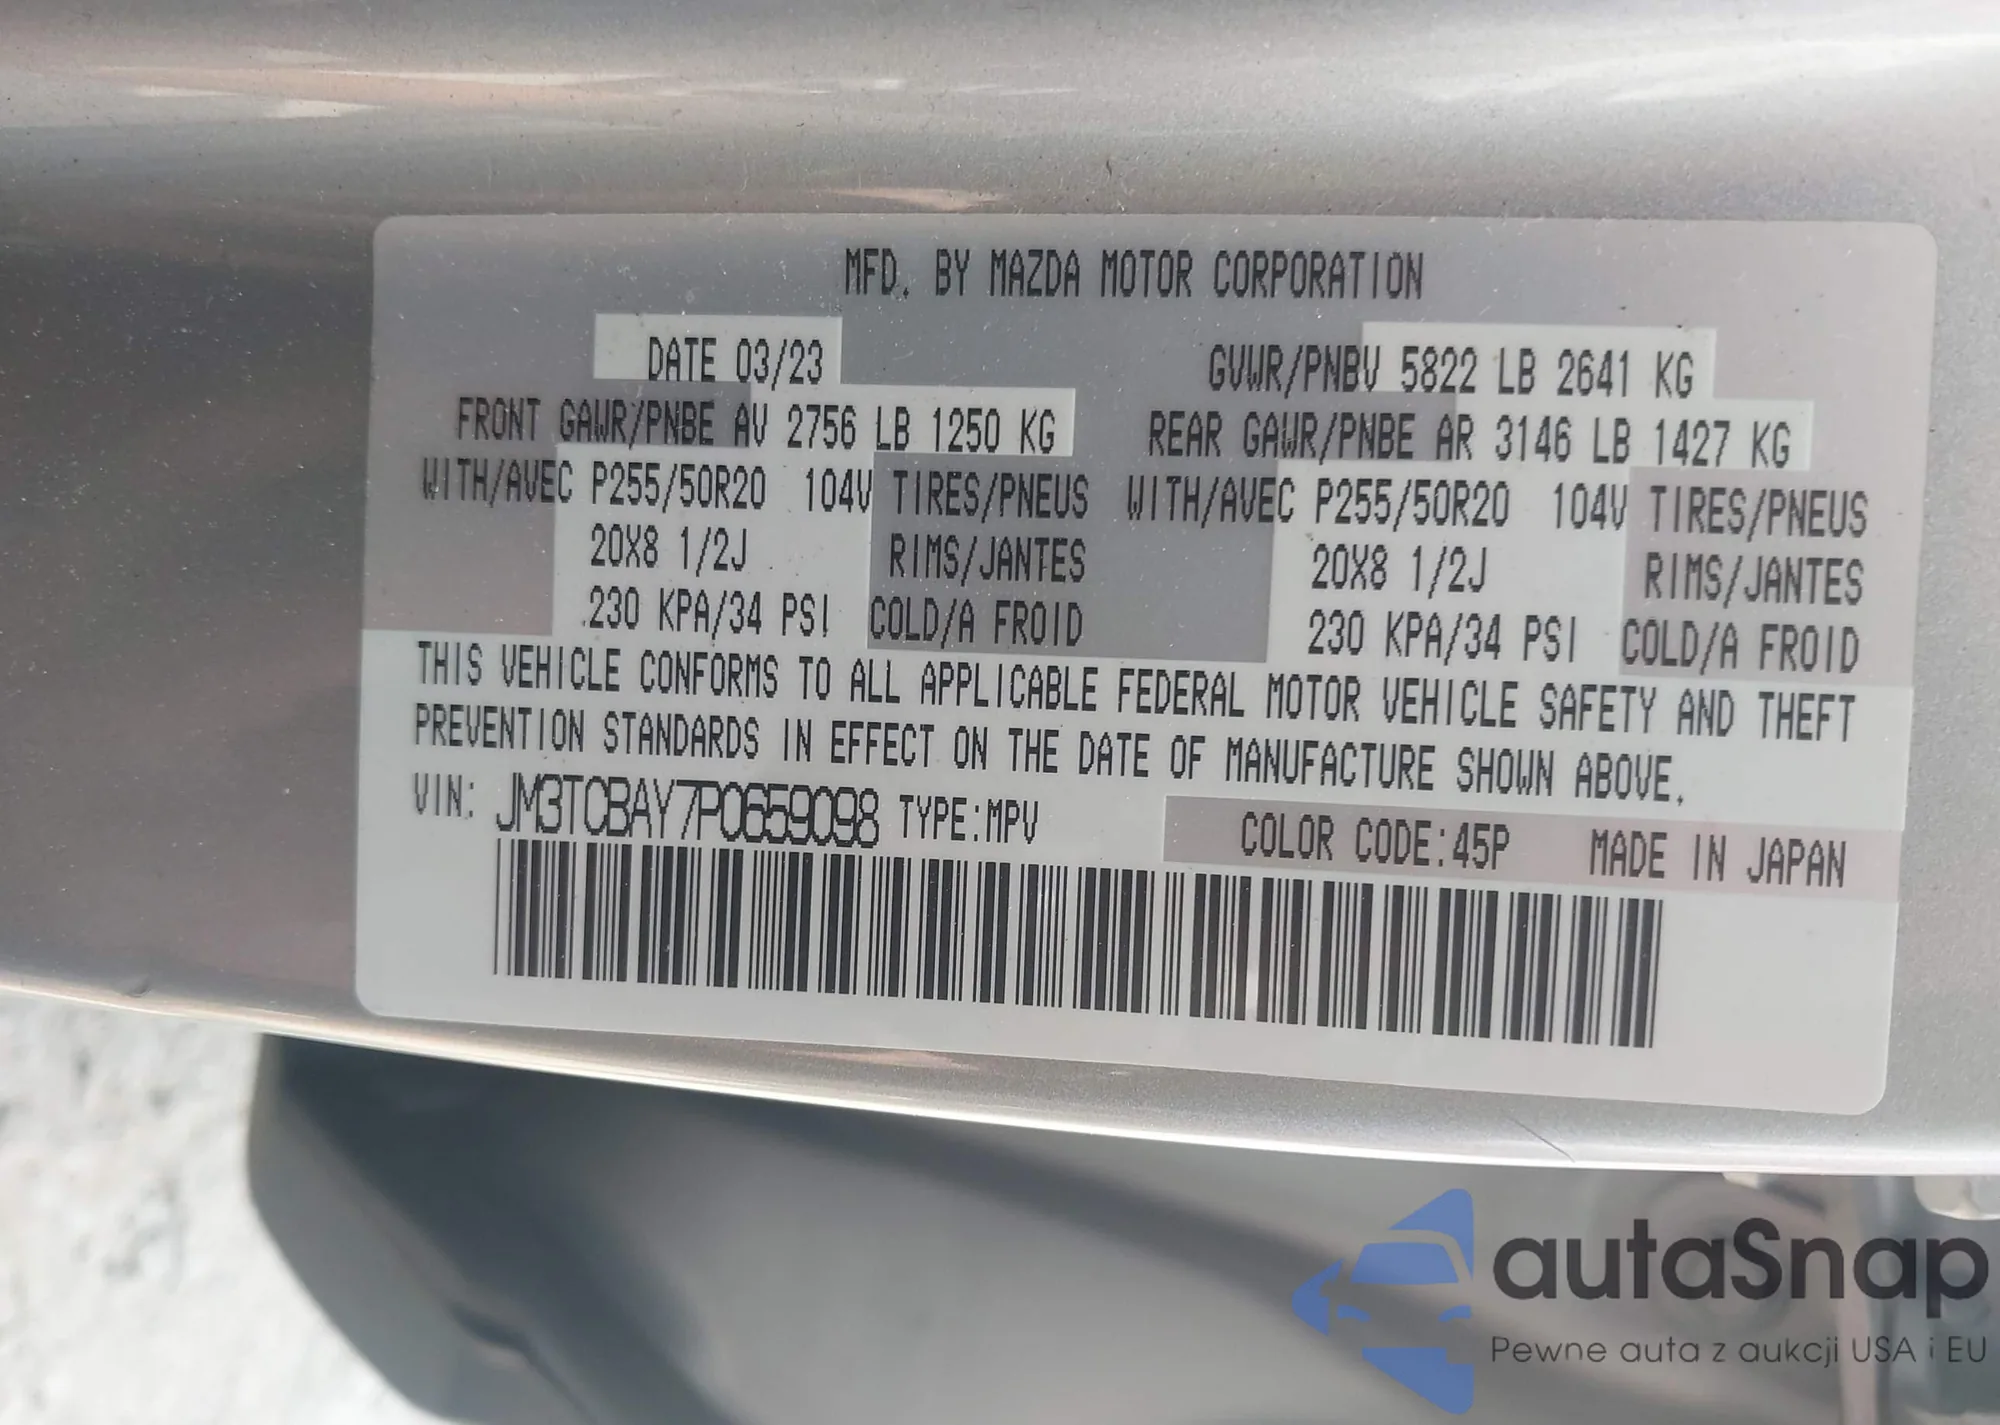 MFD. BY MAZDA MOTOR CORPORATION
DATE 03/23 GVWR/PNBV 5822 LB 2641 KG
FRONT GAWR/PNBE AV 2756 LB 1250 KG REAR GAWR/PNBE AR 3146 LB 1427 KG
WITH/AVEC P255/50R20 104V TIRES/PNEUS WITH/AVEC P255/50R20 104V TIRES/PNEUS
20X8 1/2J RIMS/JANTES 20X8 1/2J RIMS/JANTES
230 KPA/34 PSI COLD/A FROID 230 KPA/34 PSI COLD/A FROID
THIS VEHICLE CONFORMS TO ALL APPLICABLE FEDERAL MOTOR VEHICLE SAFETY AND THEFT
PREVENTION STANDARDS IN EFFECT ON THE DATE OF MANUFACTURE SHOWN ABOVE.
VIN: JM3TCBAY7P0659098 TYPE:MPV COLOR CODE:45P MADE IN JAPAN
autaSnap
Pewne auta z aukcji USA i EU